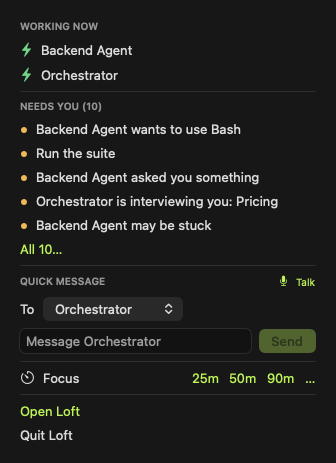 WORKING NOW
Backend Agent
Orchestrator
NEEDS YOU (10)
Backend Agent wants to use Bash
Run the suite
Backend Agent asked you something
Orchestrator is interviewing you: Pricing
Backend Agent may be stuck
All 10...
QUICK MESSAGE Talk
To Orchestrator
Message Orchestrator Send
Focus 25m 50m 90m ...
Open Loft
Quit Loft